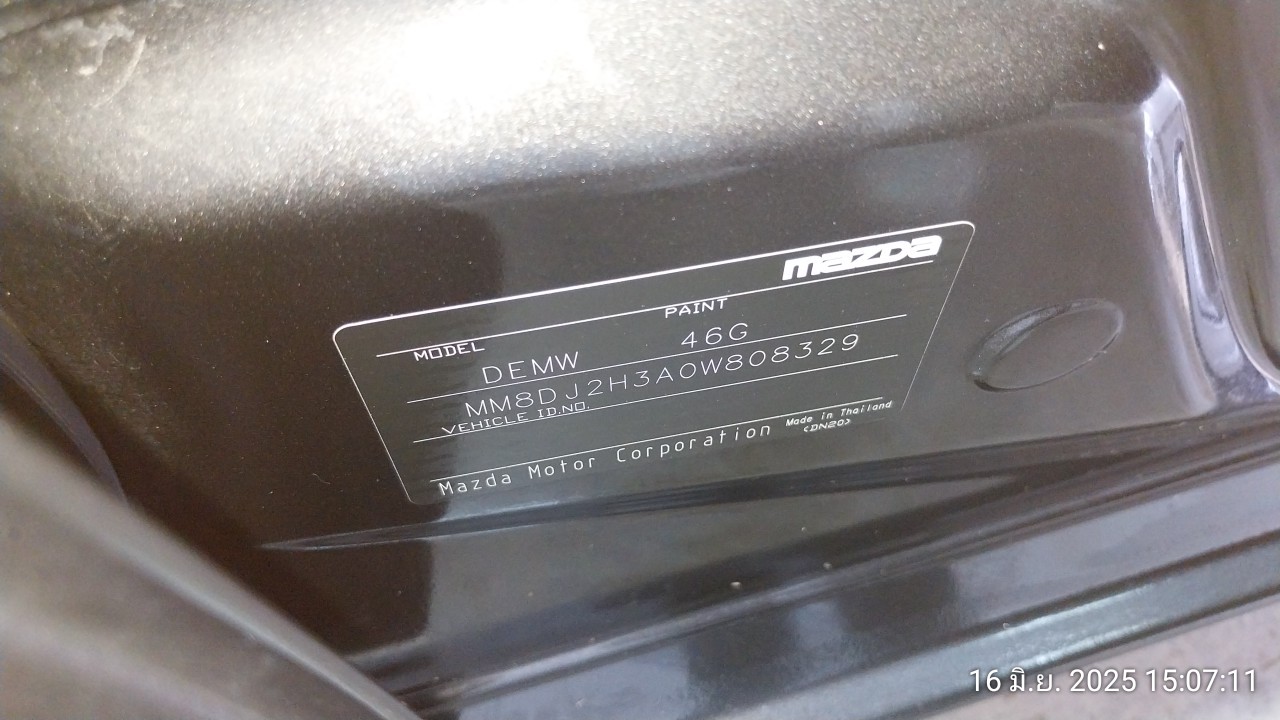 mazda
MODEL PAINT
DEMW 46G
MM8DJ2H3A0W808329
VEHICLE ID.NO.
Mazda Motor Corporation Made in Thailand
<DN20>
16 มิ.ย. 2025 15:07:11